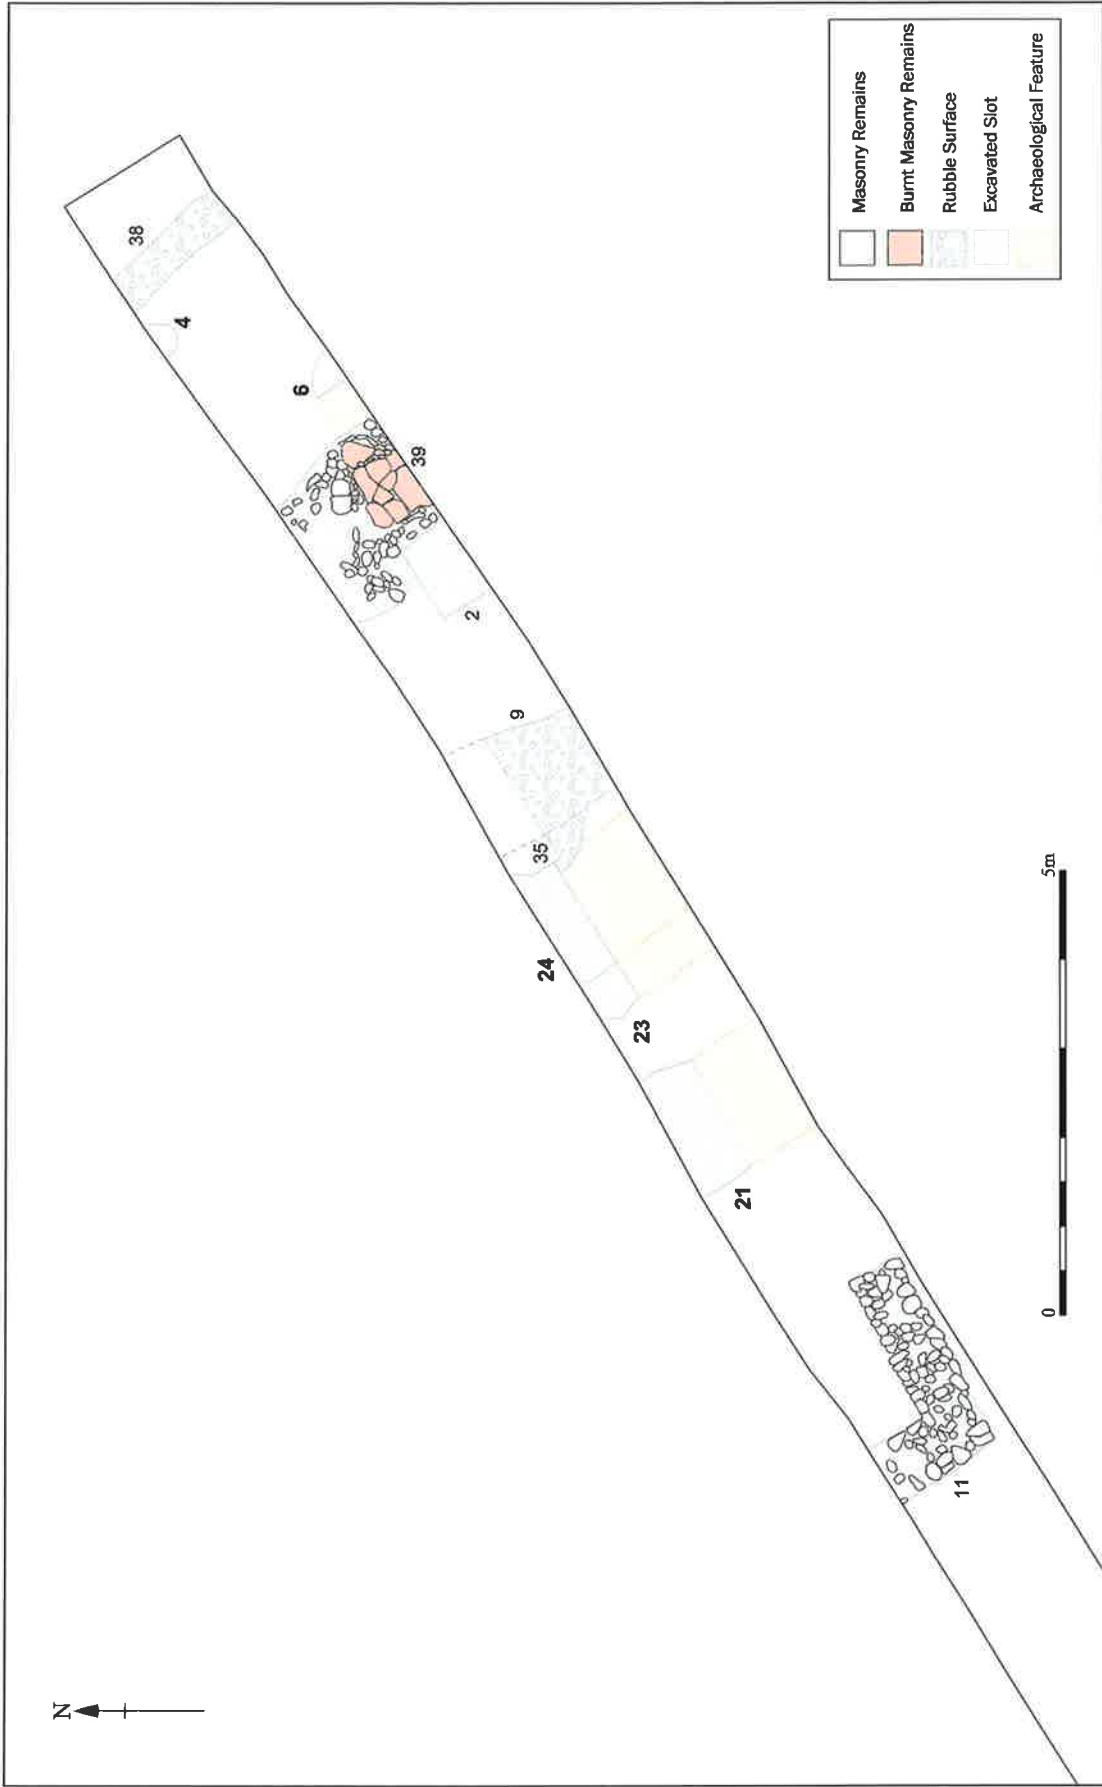 N
38
4
6
39
2
9
35
24
23
21
11
0
5m
Masonry Remains
Burnt Masonry Remains
Rubble Surface
Excavated Slot
Archaeological Feature